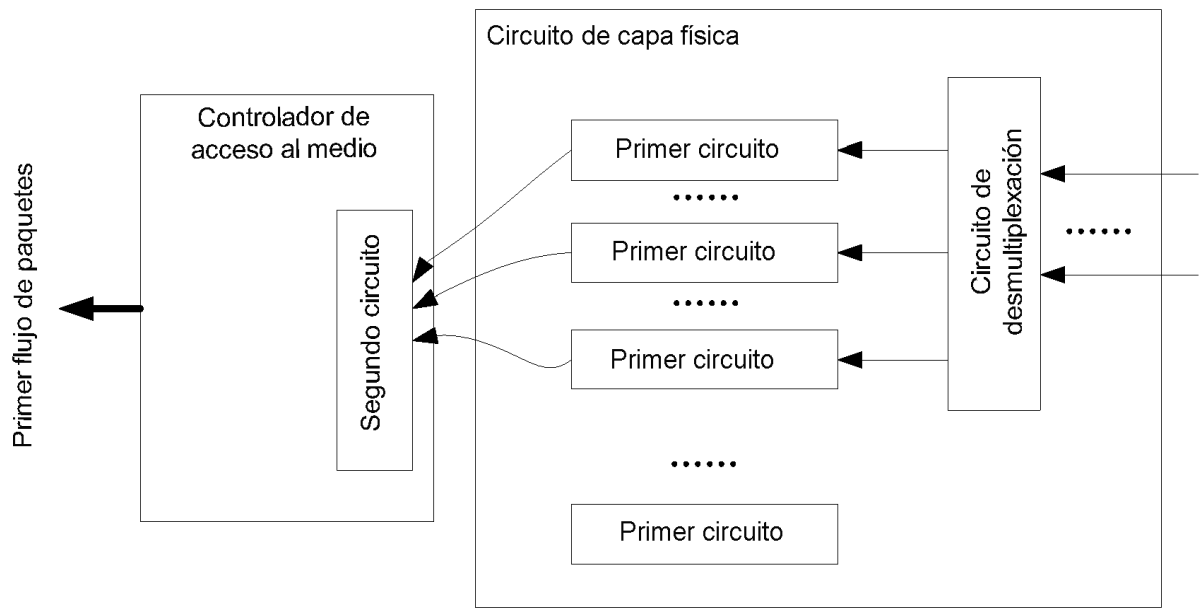 Circuito de capa física
Controlador de
acceso al medio
Primer flujo de paquetes
Segundo circuito
Primer circuito
......
Primer circuito
......
Primer circuito
......
Primer circuito
Circuito de
desmultiplexación
......